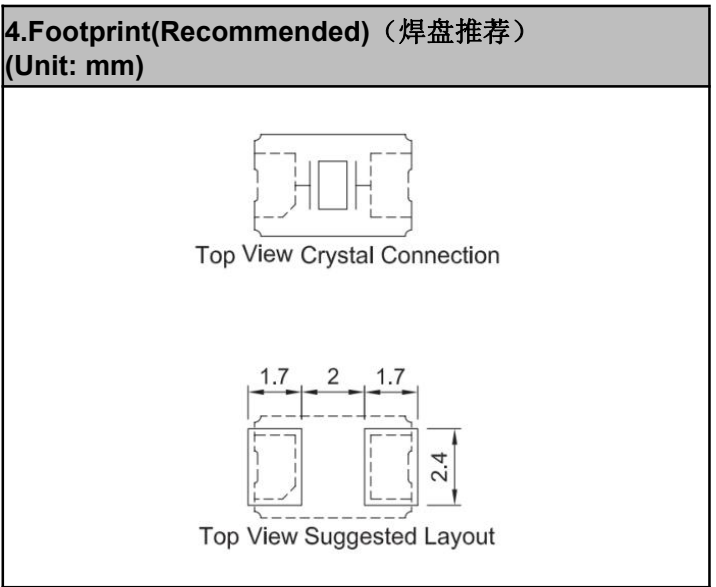 4.Footprint(Recommended)（焊盘推荐）
(Unit: mm)
Top View Crystal Connection
1.7 2 1.7
2.4
Top View Suggested Layout